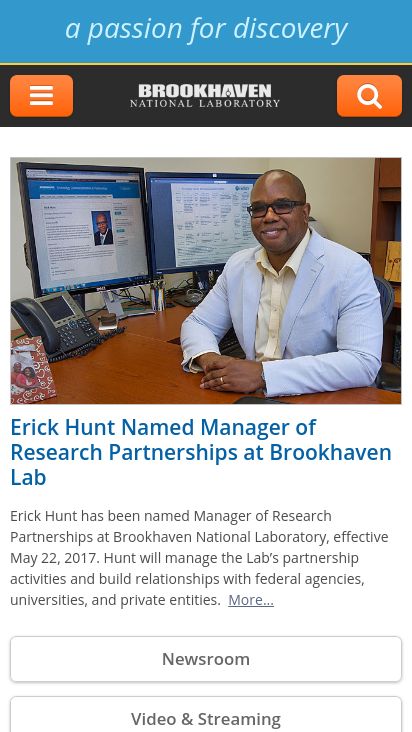 a passion for discovery
BROOKHAVEN
NATIONAL LABORATORY
Erick Hunt Named Manager of
Research Partnerships at Brookhaven
Lab
Erick Hunt has been named Manager of Research
Partnerships at Brookhaven National Laboratory, effective
May 22, 2017. Hunt will manage the Lab’s partnership
activities and build relationships with federal agencies,
universities, and private entities.  More...
Newsroom
Video & Streaming